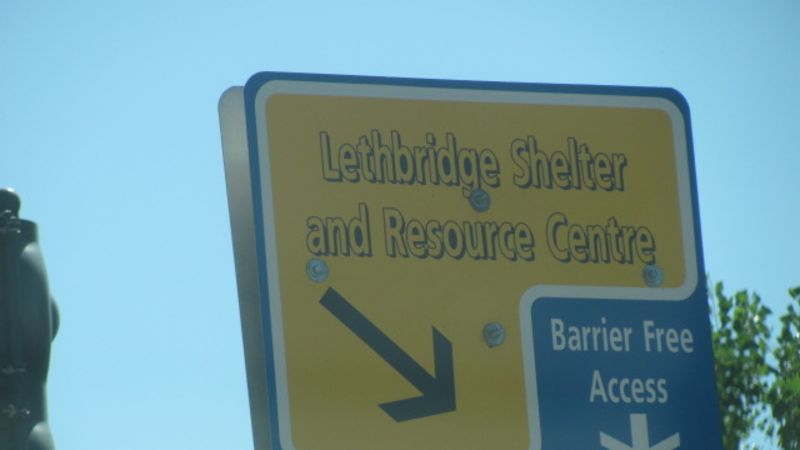 Lethbridge Shelter
and Resource Centre
Barrier Free
Access